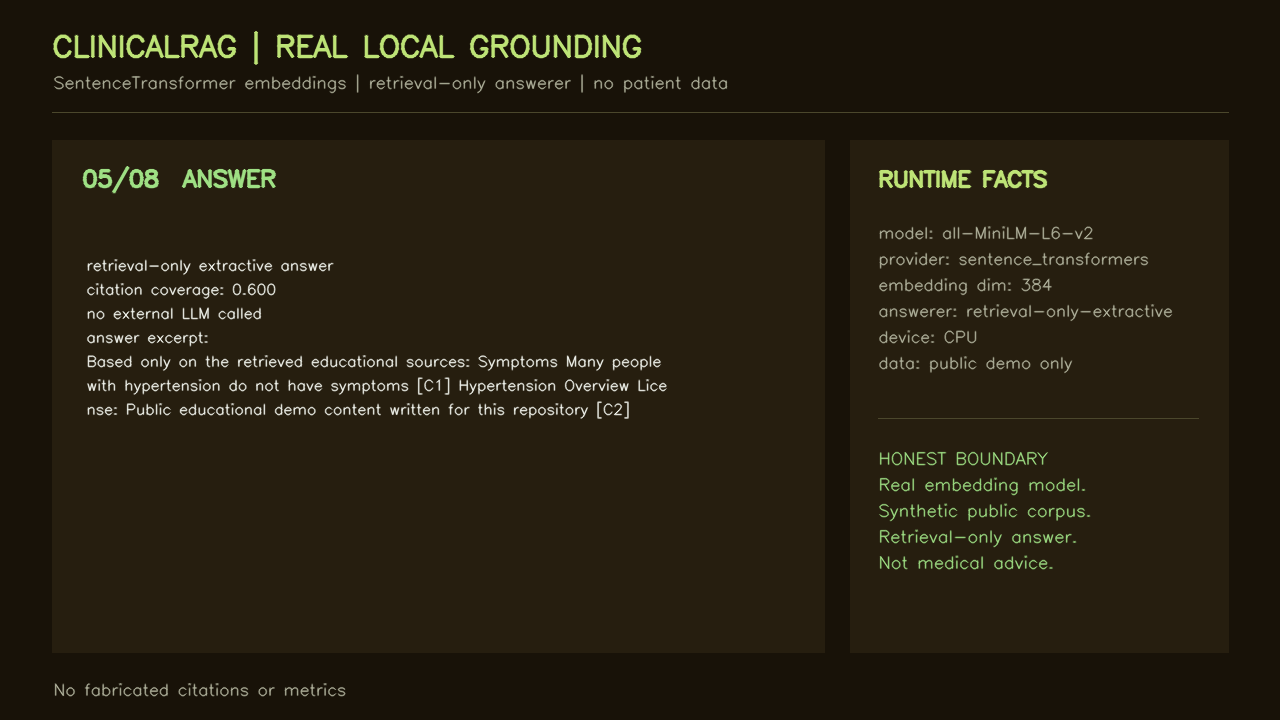 CLINICALRAG | REAL LOCAL GROUNDING
SentenceTransformer embeddings | retrieval-only answerer | no patient data
05/08 ANSWER
retrieval-only extractive answer
citation coverage: 0.600
no external LLM called
answer excerpt:
Based only on the retrieved educational sources: Symptoms Many people
with hypertension do not have symptoms [C1] Hypertension Overview Lice
nse: Public educational demo content written for this repository [C2]
RUNTIME FACTS
model: all-MiniLM-L6-v2
provider: sentence_transformers
embedding dim: 384
answerer: retrieval-only-extractive
device: CPU
data: public demo only
HONEST BOUNDARY
Real embedding model.
Synthetic public corpus.
Retrieval-only answer.
Not medical advice.
No fabricated citations or metrics